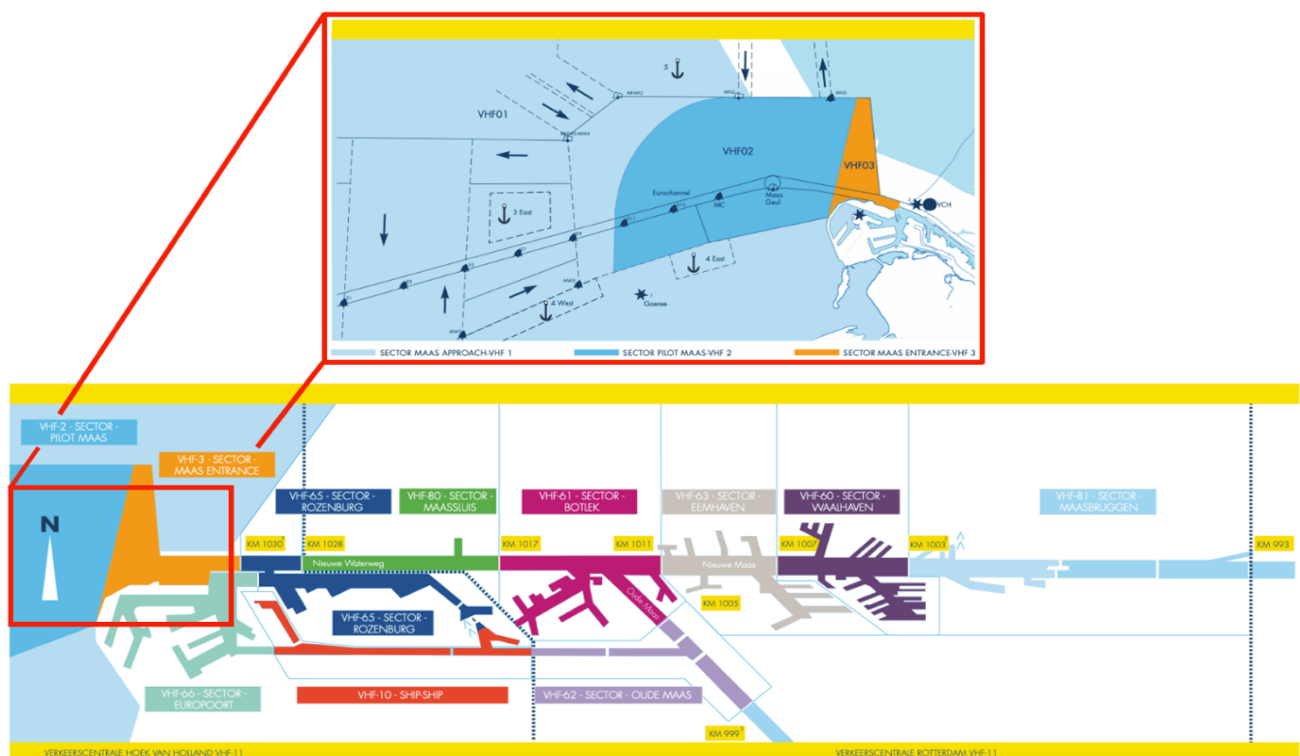 5
MNW3
MN3
MN1
VHF01
VHF02
VHF03
Eurochannel
Maas
Geul
MC
VCH
3 East
4 East
4 West
Goeree
SECTOR MAAS APPROACH-VHF 1
SECTOR PILOT MAAS-VHF 2
SECTOR MAAS ENTRANCE-VHF 3
VHF-2 - SECTOR -
PILOT MAAS
VHF-3 - SECTOR -
MAAS ENTRANCE
VHF-65 - SECTOR -
ROZENBURG
VHF-80 - SECTOR -
MAASSLUIS
VHF-61 - SECTOR -
BOTLEK
VHF-63 - SECTOR -
EEMHAVEN
VHF-60 - SECTOR -
WAALHAVEN
VHF-81 - SECTOR -
MAASBRUGGEN
N
KM 1030
KM 1028
KM 1017
KM 1011
KM 1007
KM 1003
KM 993
Nieuwe Waterweg
Nieuwe Maas
Oude Maas
KM 1005
VHF-65 - SECTOR -
ROZENBURG
VHF-66 - SECTOR -
EUROPOORT
VHF-10 - SHIP-SHIP
VHF-62 - SECTOR - OUDE MAAS
KM 999
VERKEERSCENTRALE HOEK VAN HOLLAND VHF-11
VERKEERSCENTRALE ROTTERDAM VHF-11